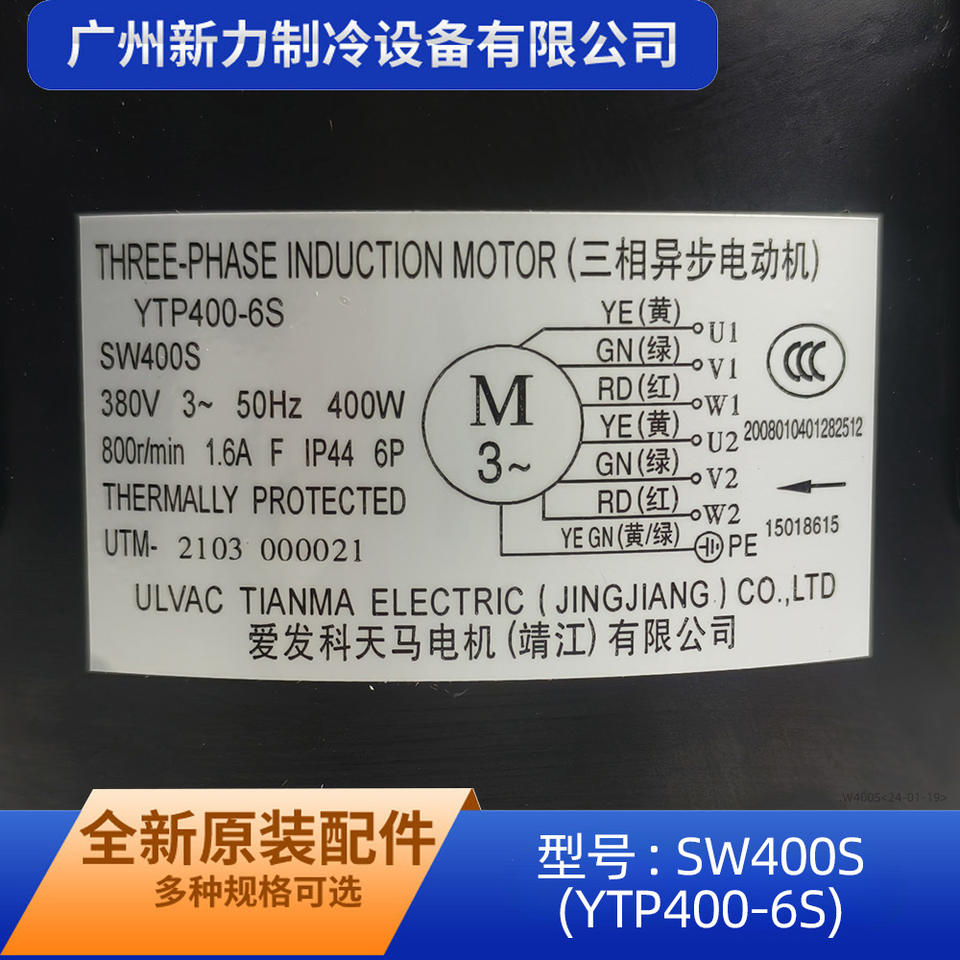 广州新力制冷设备有限公司
THREE-PHASE INDUCTION MOTOR (三相异步电动机)
YTP400-6S
SW400S
380V 3~ 50Hz 400W
800r/min 1.6A F IP44 6P
THERMALLY PROTECTED
UTM- 2103 000021
M
3~
YE(黄) U1
GN(绿) V1
RD(红) W1
YE(黄) U2
GN(绿) V2
RD(红) W2
YE GN(黄/绿) PE
CCC
2008010401282512
15018615
ULVAC TIANMA ELECTRIC ( JINGJIANG ) CO.,LTD
爱发科天马电机(靖江)有限公司
W400S<24-01-19>
全新原装配件
多种规格可选
型号：SW400S
(YTP400-6S)